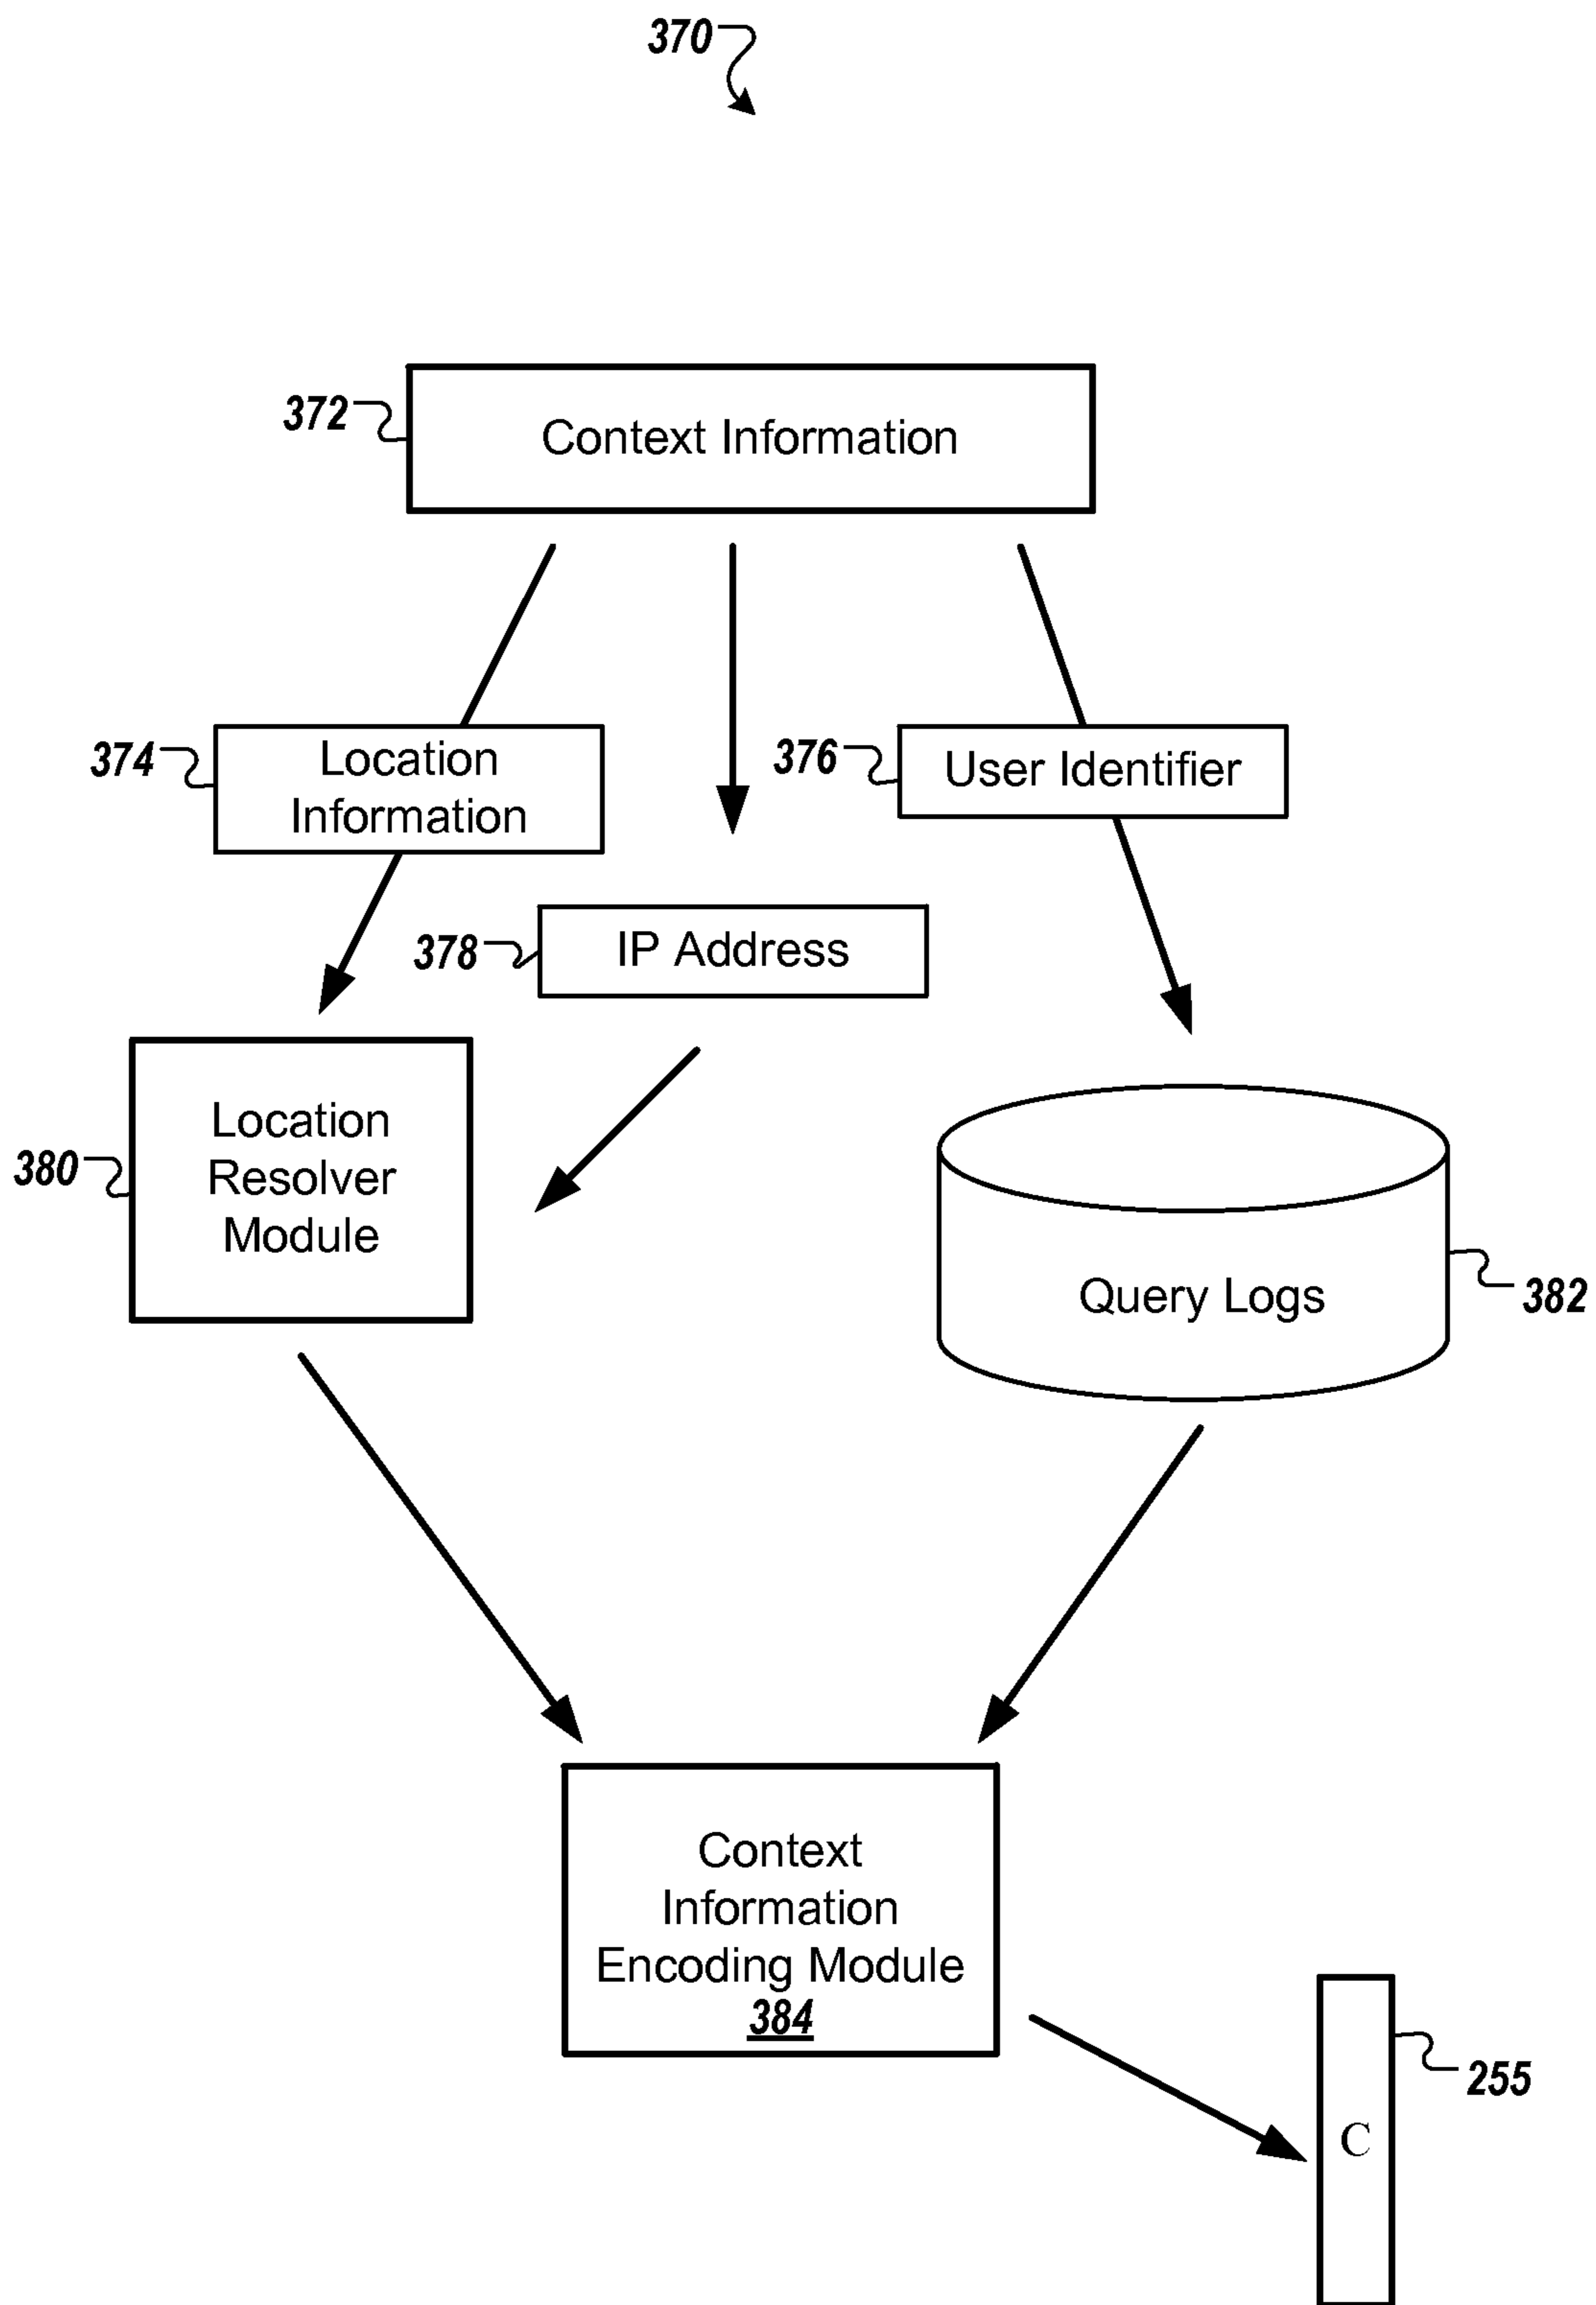 370
372
Context Information
374
Location
Information
376
User Identifier
378
IP Address
380
Location
Resolver
Module
Query Logs
382
Context
Information
Encoding Module
384
255
C